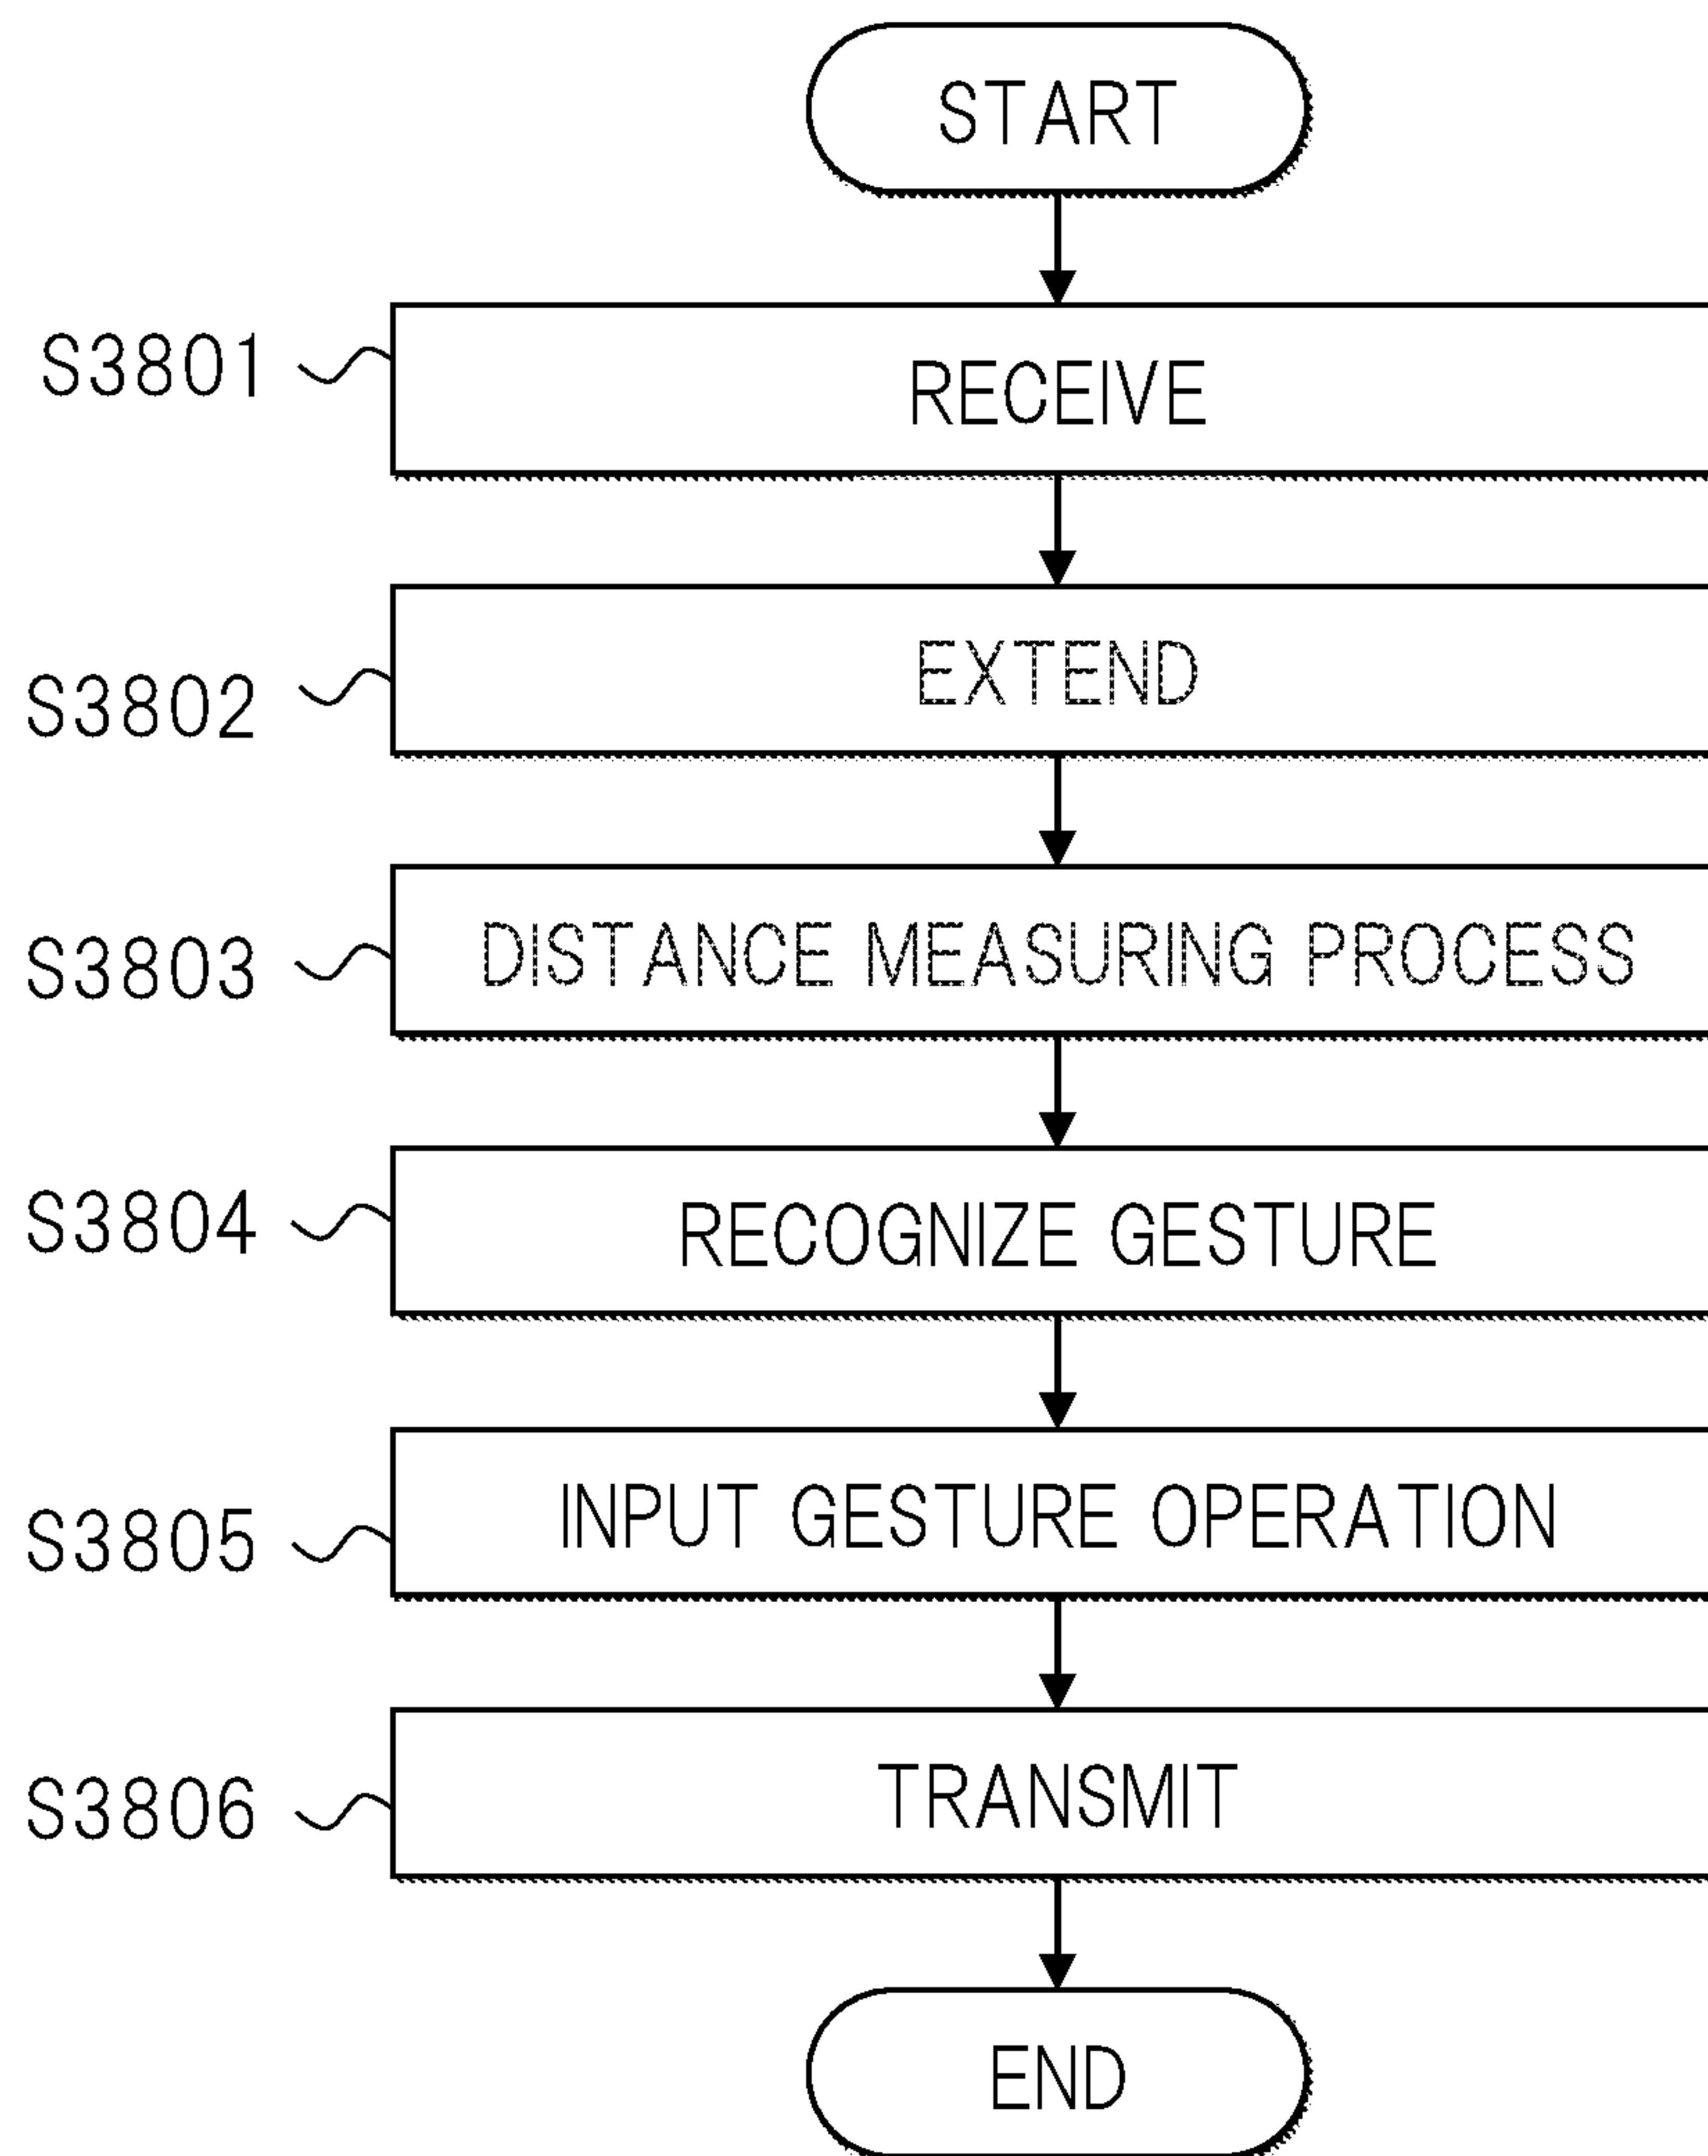 START
S3801 RECEIVE
S3802 EXTEND
S3803 DISTANCE MEASURING PROCESS
S3804 RECOGNIZE GESTURE
S3805 INPUT GESTURE OPERATION
S3806 TRANSMIT
END